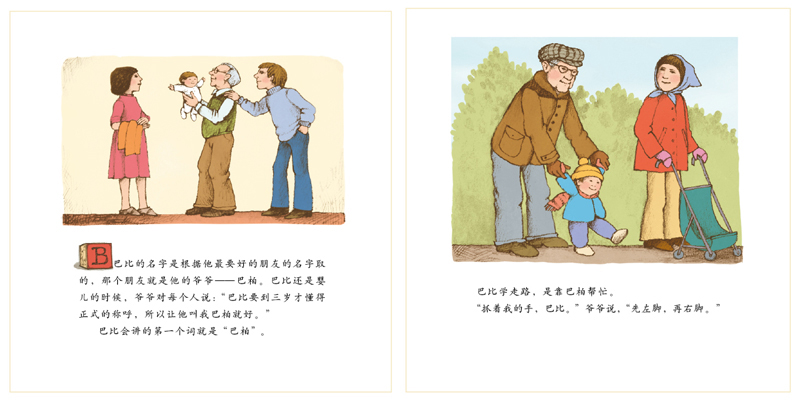 B
巴比的名字是根据他最要好的朋友的名字取
的，那个朋友就是他的爷爷——巴柏。巴比还是婴
儿的时候，爷爷对每个人说：“巴比要到三岁才懂得
正式的称呼，所以让他叫我巴柏就好。”
巴比会讲的第一个词就是“巴柏”。
巴比学走路，是靠巴柏帮忙。
“抓着我的手，巴比。”爷爷说，“先左脚，再右脚。”